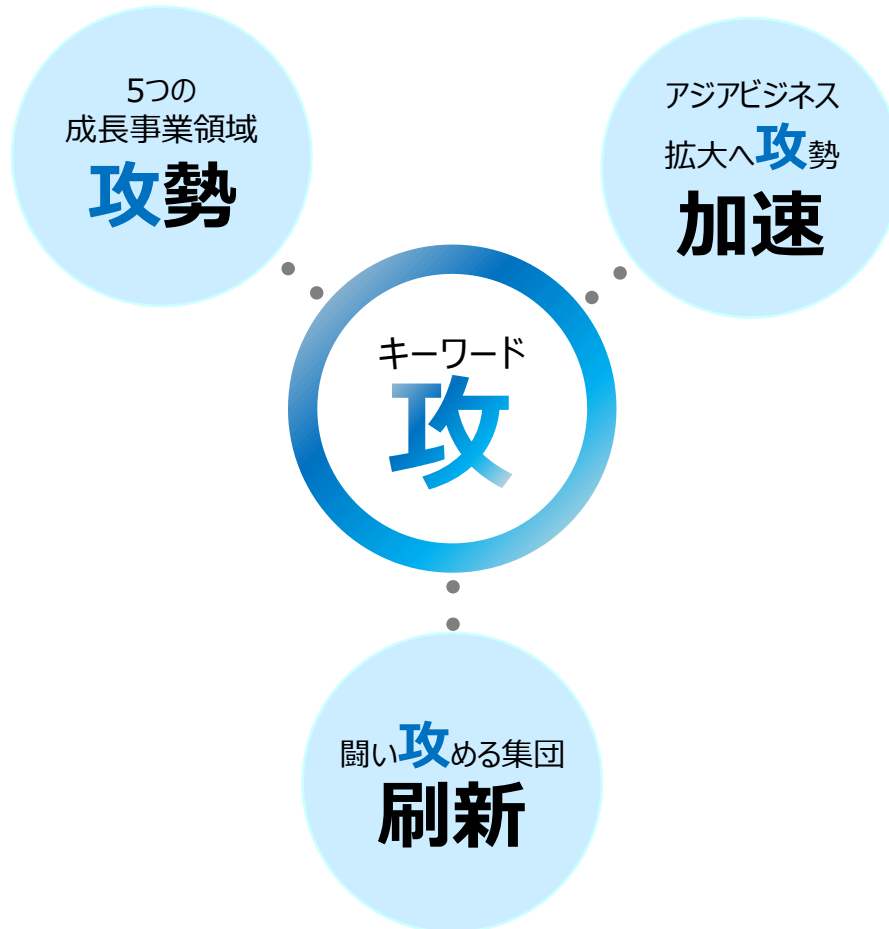 5つの
成長事業領域
攻勢
アジアビジネス
拡大へ攻勢
加速
キーワード
攻
闘い攻める集団
刷新